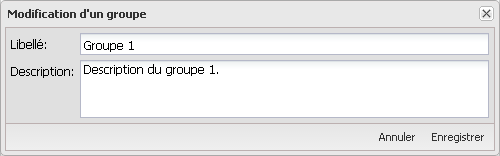 Modification d'un groupe
Libellé: Groupe 1
Description: Description du groupe 1.
Annuler Enregistrer